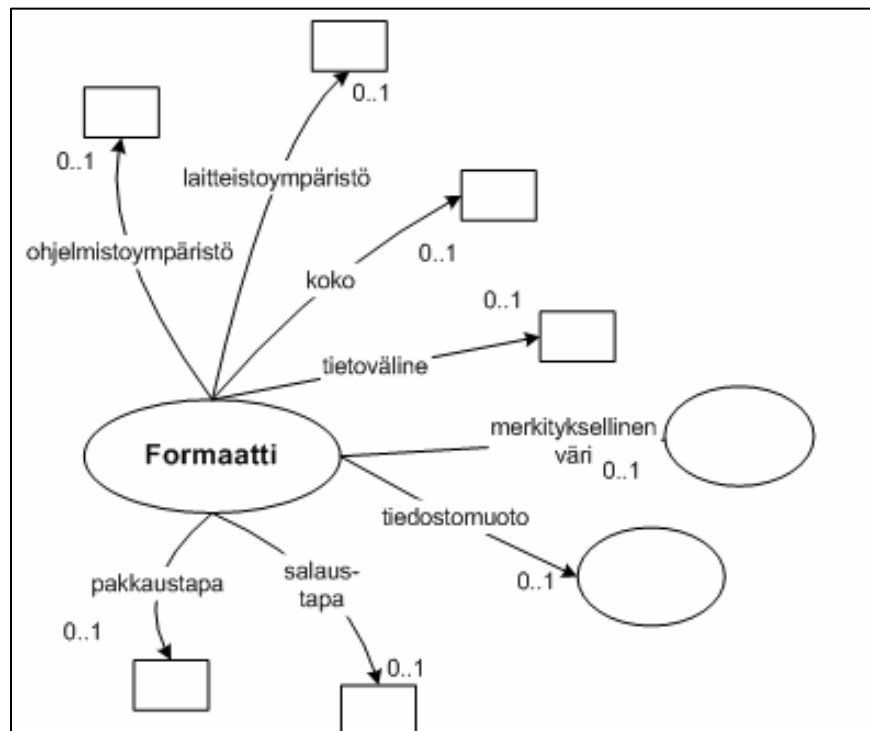 0..1
0..1
laitteistoympäristö
ohjelmistoympäristö
0..1
koko
0..1
tietoväline
merkityksellinen
väri
0..1
Formaatti
tiedostomuoto
0..1
pakkaustapa
salaus-
tapa
0..1
0..1